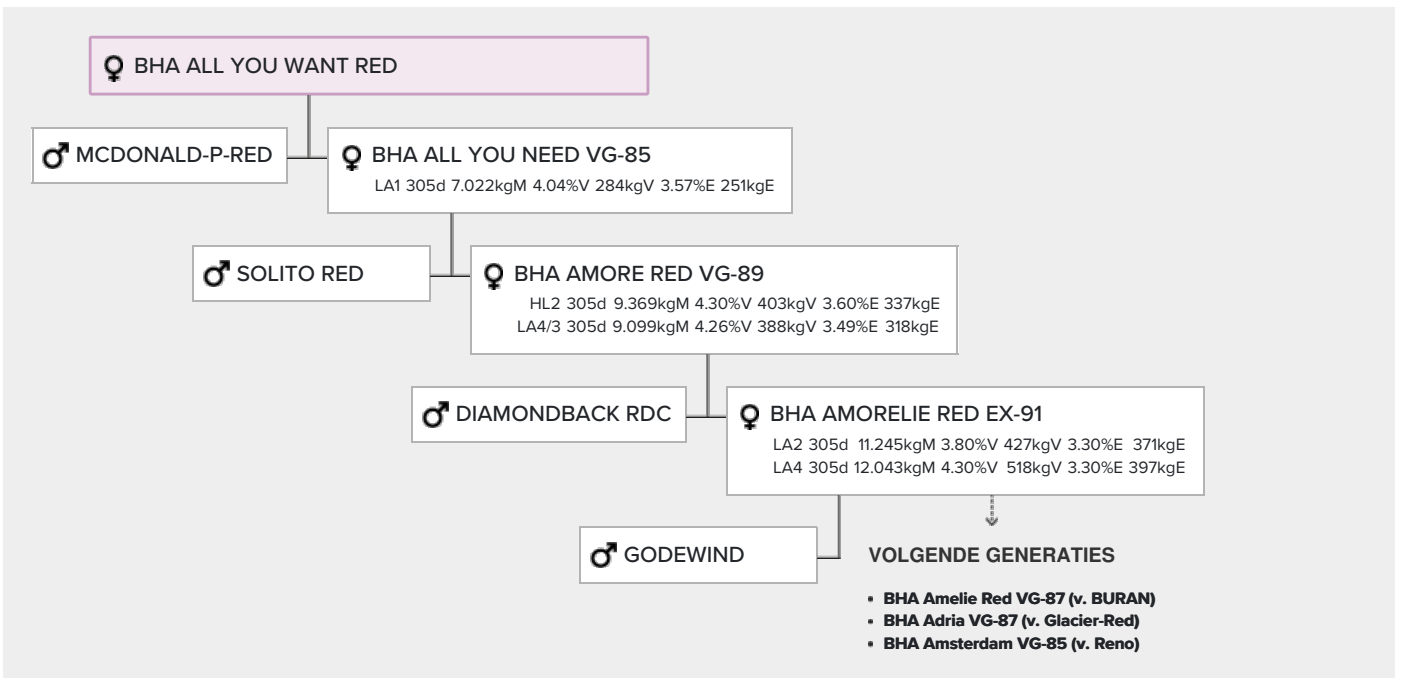 BHA ALL YOU WANT RED
MCDONALD-P-RED
BHA ALL YOU NEED VG-85
LA1 305d 7.022kgM 4.04%V 284kgV 3.57%E 251kgE
SOLITO RED
BHA AMORE RED VG-89
HL2 305d 9.369kgM 4.30%V 403kgV 3.60%E 337kgE
LA4/3 305d 9.099kgM 4.26%V 388kgV 3.49%E 318kgE
DIAMONDBACK RDC
BHA AMORELIE RED EX-91
LA2 305d 11.245kgM 3.80%V 427kgV 3.30%E 371kgE
LA4 305d 12.043kgM 4.30%V 518kgV 3.30%E 397kgE
GODEWIND
VOLGENDE GENERATIES
• BHA Amelie Red VG-87 (v. BURAN)
• BHA Adria VG-87 (v. Glacier-Red)
• BHA Amsterdam VG-85 (v. Reno)